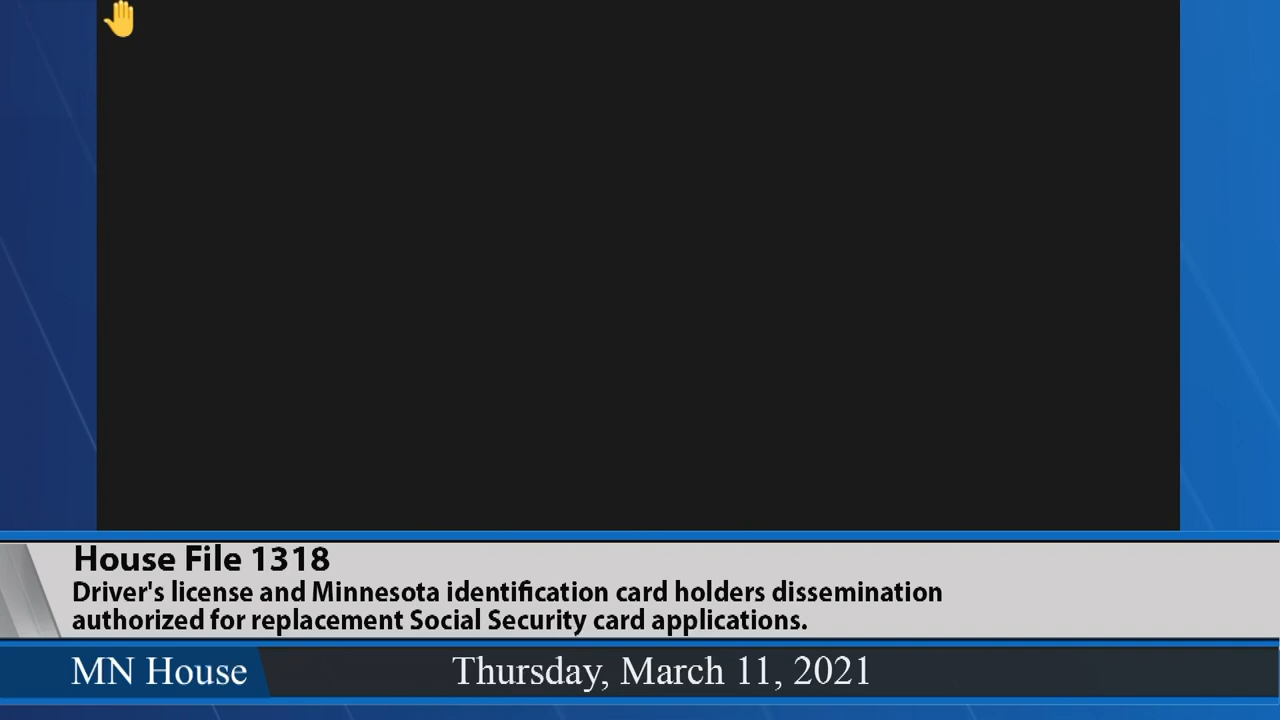 House File 1318
Driver's license and Minnesota identification card holders dissemination
authorized for replacement Social Security card applications.
MN House
Thursday, March 11, 2021